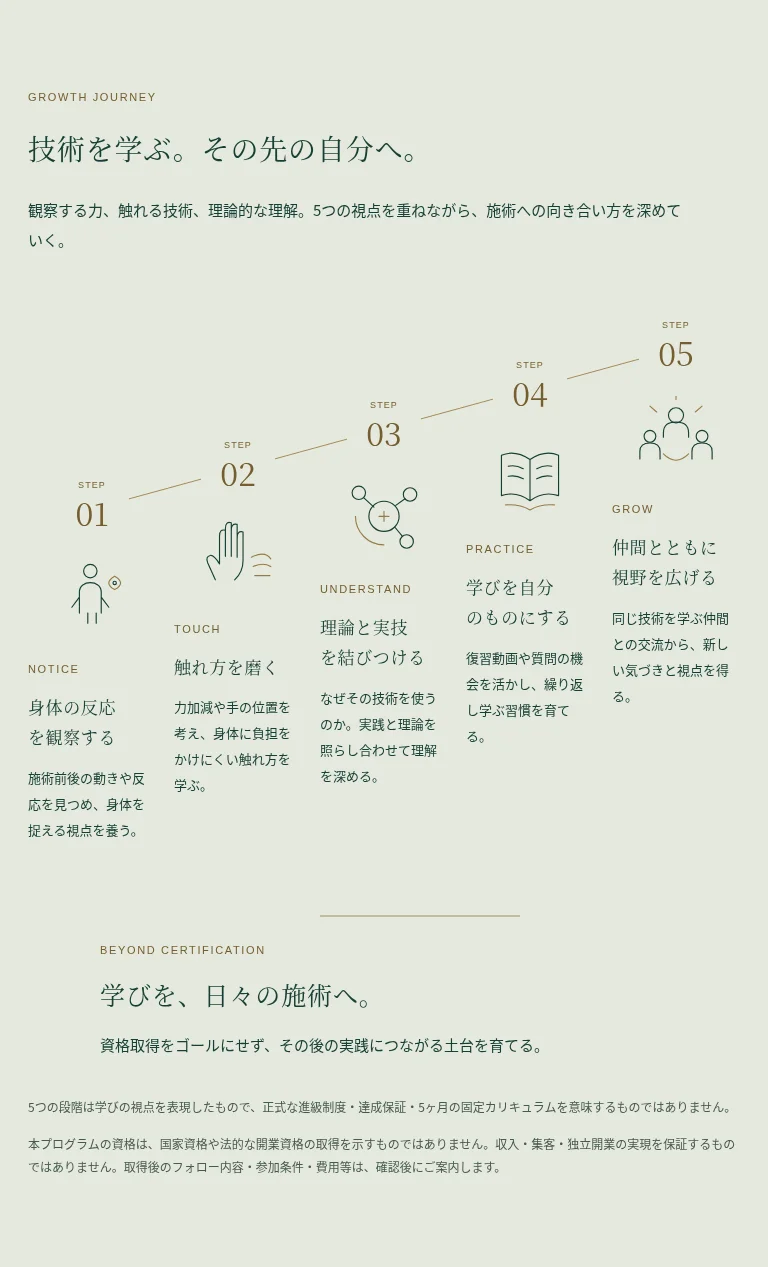 GROWTH JOURNEY
技術を学ぶ。その先の自分へ。
観察する力、触れる技術、理論的な理解。5つの視点を重ねながら、施術への向き合い方を深めて
いく。
STEP
01
NOTICE
身体の反応
を観察する
施術前後の動きや反
応を見つめ、身体を
捉える視点を養う。
STEP
02
TOUCH
触れ方を磨く
力加減や手の位置を
考え、身体に負担を
かけにくい触れ方を
学ぶ。
STEP
03
UNDERSTAND
理論と実技
を結びつける
なぜその技術を使う
のか。実践と理論を
照らし合わせて理解
を深める。
STEP
04
PRACTICE
学びを自分
のものにする
復習動画や質問の機
会を活かし、繰り返
し学ぶ習慣を育て
る。
STEP
05
GROW
仲間とともに
視野を広げる
同じ技術を学ぶ仲間
との交流から、新し
い気づきと視点を得
る。
BEYOND CERTIFICATION
学びを、日々の施術へ。
資格取得をゴールにせず、その後の実践につながる土台を育てる。
5つの段階は学びの視点を表現したもので、正式な進級制度・達成保証・5ヶ月の固定カリキュラムを意味するものではありません。
本プログラムの資格は、国家資格や法的な開業資格の取得を示すものではありません。収入・集客・独立開業の実現を保証するもの
ではありません。取得後のフォロー内容・参加条件・費用等は、確認後にご案内します。